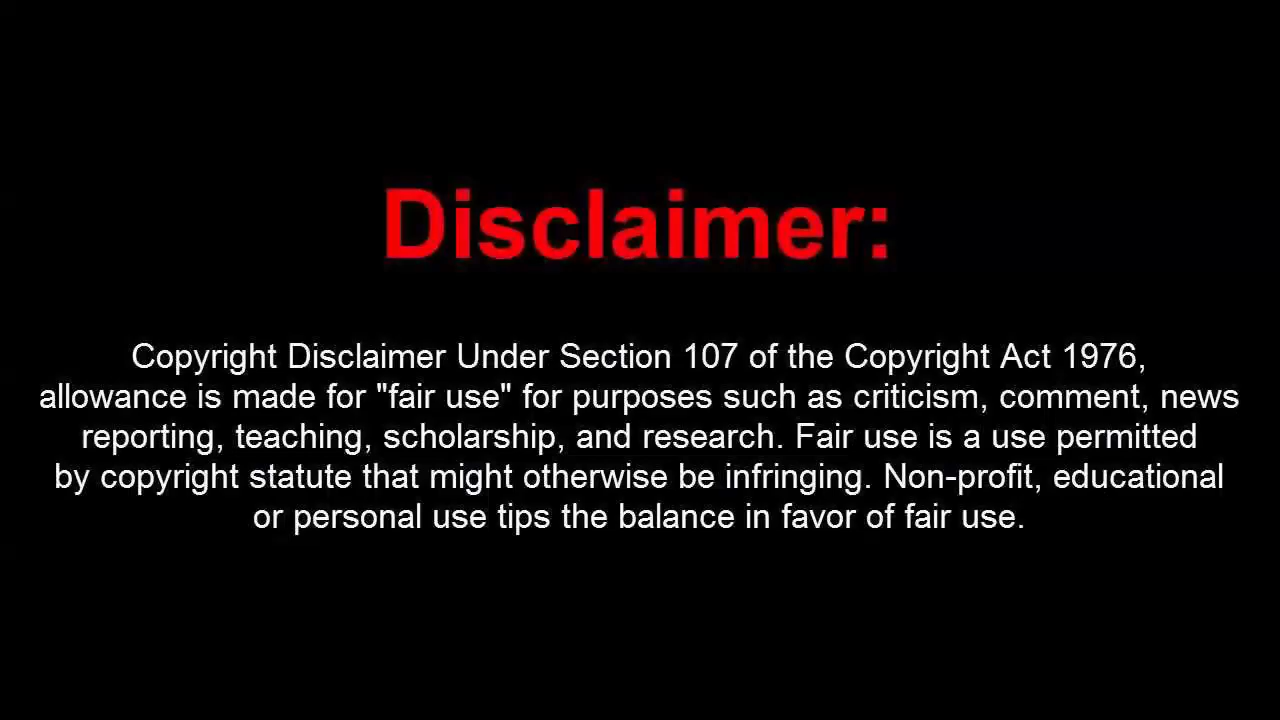 Disclaimer:
Copyright Disclaimer Under Section 107 of the Copyright Act 1976,
allowance is made for "fair use" for purposes such as criticism, comment, news
reporting, teaching, scholarship, and research. Fair use is a use permitted
by copyright statute that might otherwise be infringing. Non-profit, educational
or personal use tips the balance in favor of fair use.